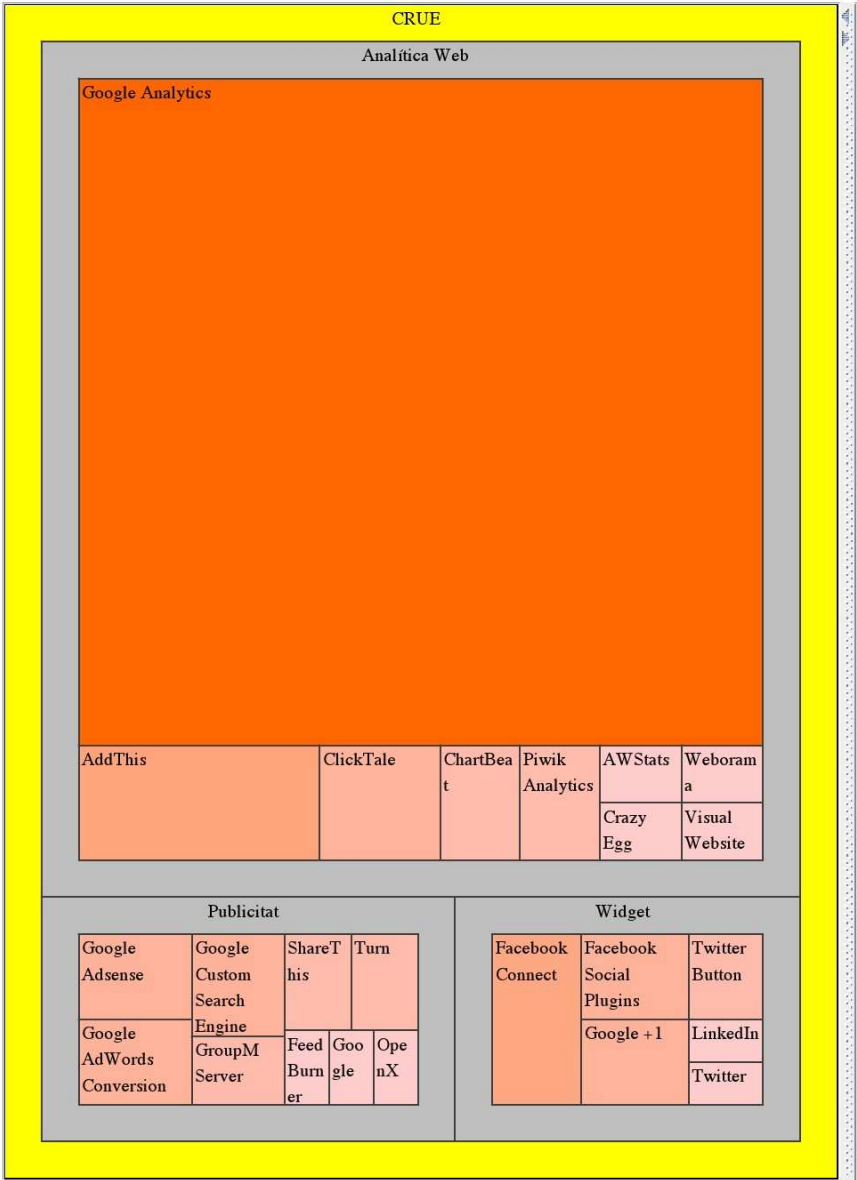 CRUE
Analítica Web
Google Analytics
AddThis
ClickTale
ChartBea
t
Piwik
Analytics
AWStats
Weboram
a
Crazy
Egg
Visual
Website
Publicitat
Google
Adsense
Google
Custom
Search
Engine
ShareT
his
Turn
Google
AdWords
Conversion
GroupM
Server
Feed
Burn
er
Goo
gle
Ope
nX
Widget
Facebook
Connect
Facebook
Social
Plugins
Twitter
Button
Google +1
LinkedIn
Twitter